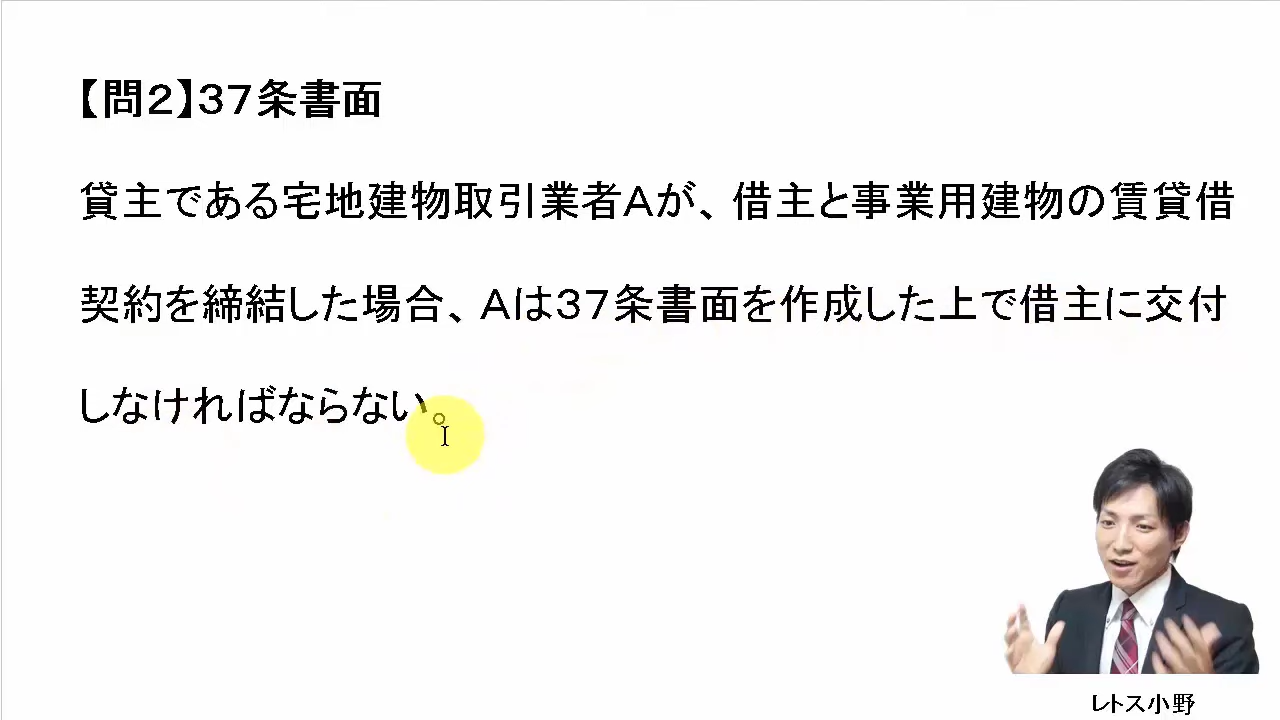 【問２】３７条書面
貸主である宅地建物取引業者Ａが、借主と事業用建物の賃貸借
契約を締結した場合、Ａは３７条書面を作成した上で借主に交付
しなければならない。
レトス小野